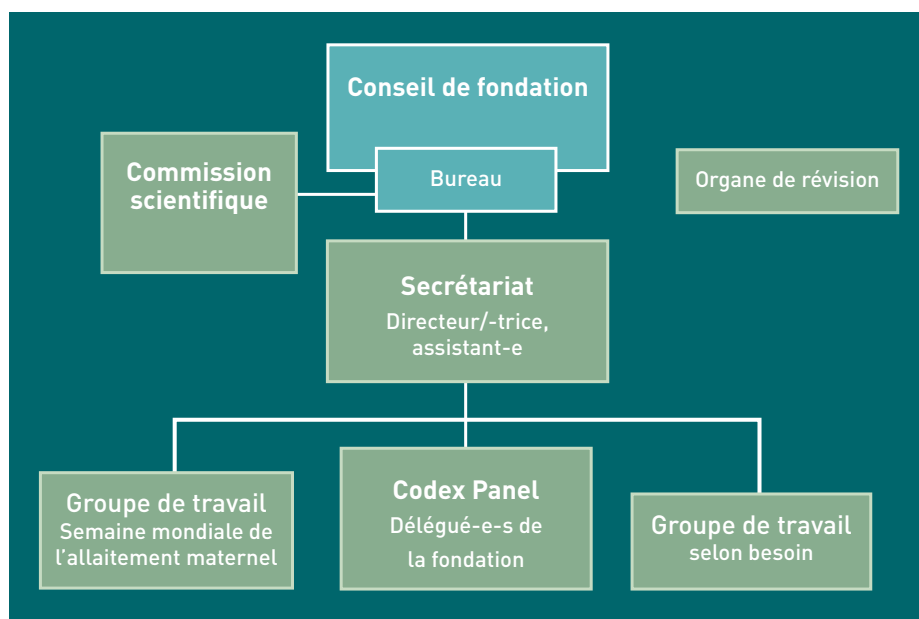 Conseil de fondation
Bureau
Commission
scientifique
Organe de révision
Secrétariat
Directeur/-trice,
assistant-e
Groupe de travail
Semaine mondiale de
l’allaitement maternel
Codex Panel
Délégué-e-s de
la fondation
Groupe de travail
selon besoin